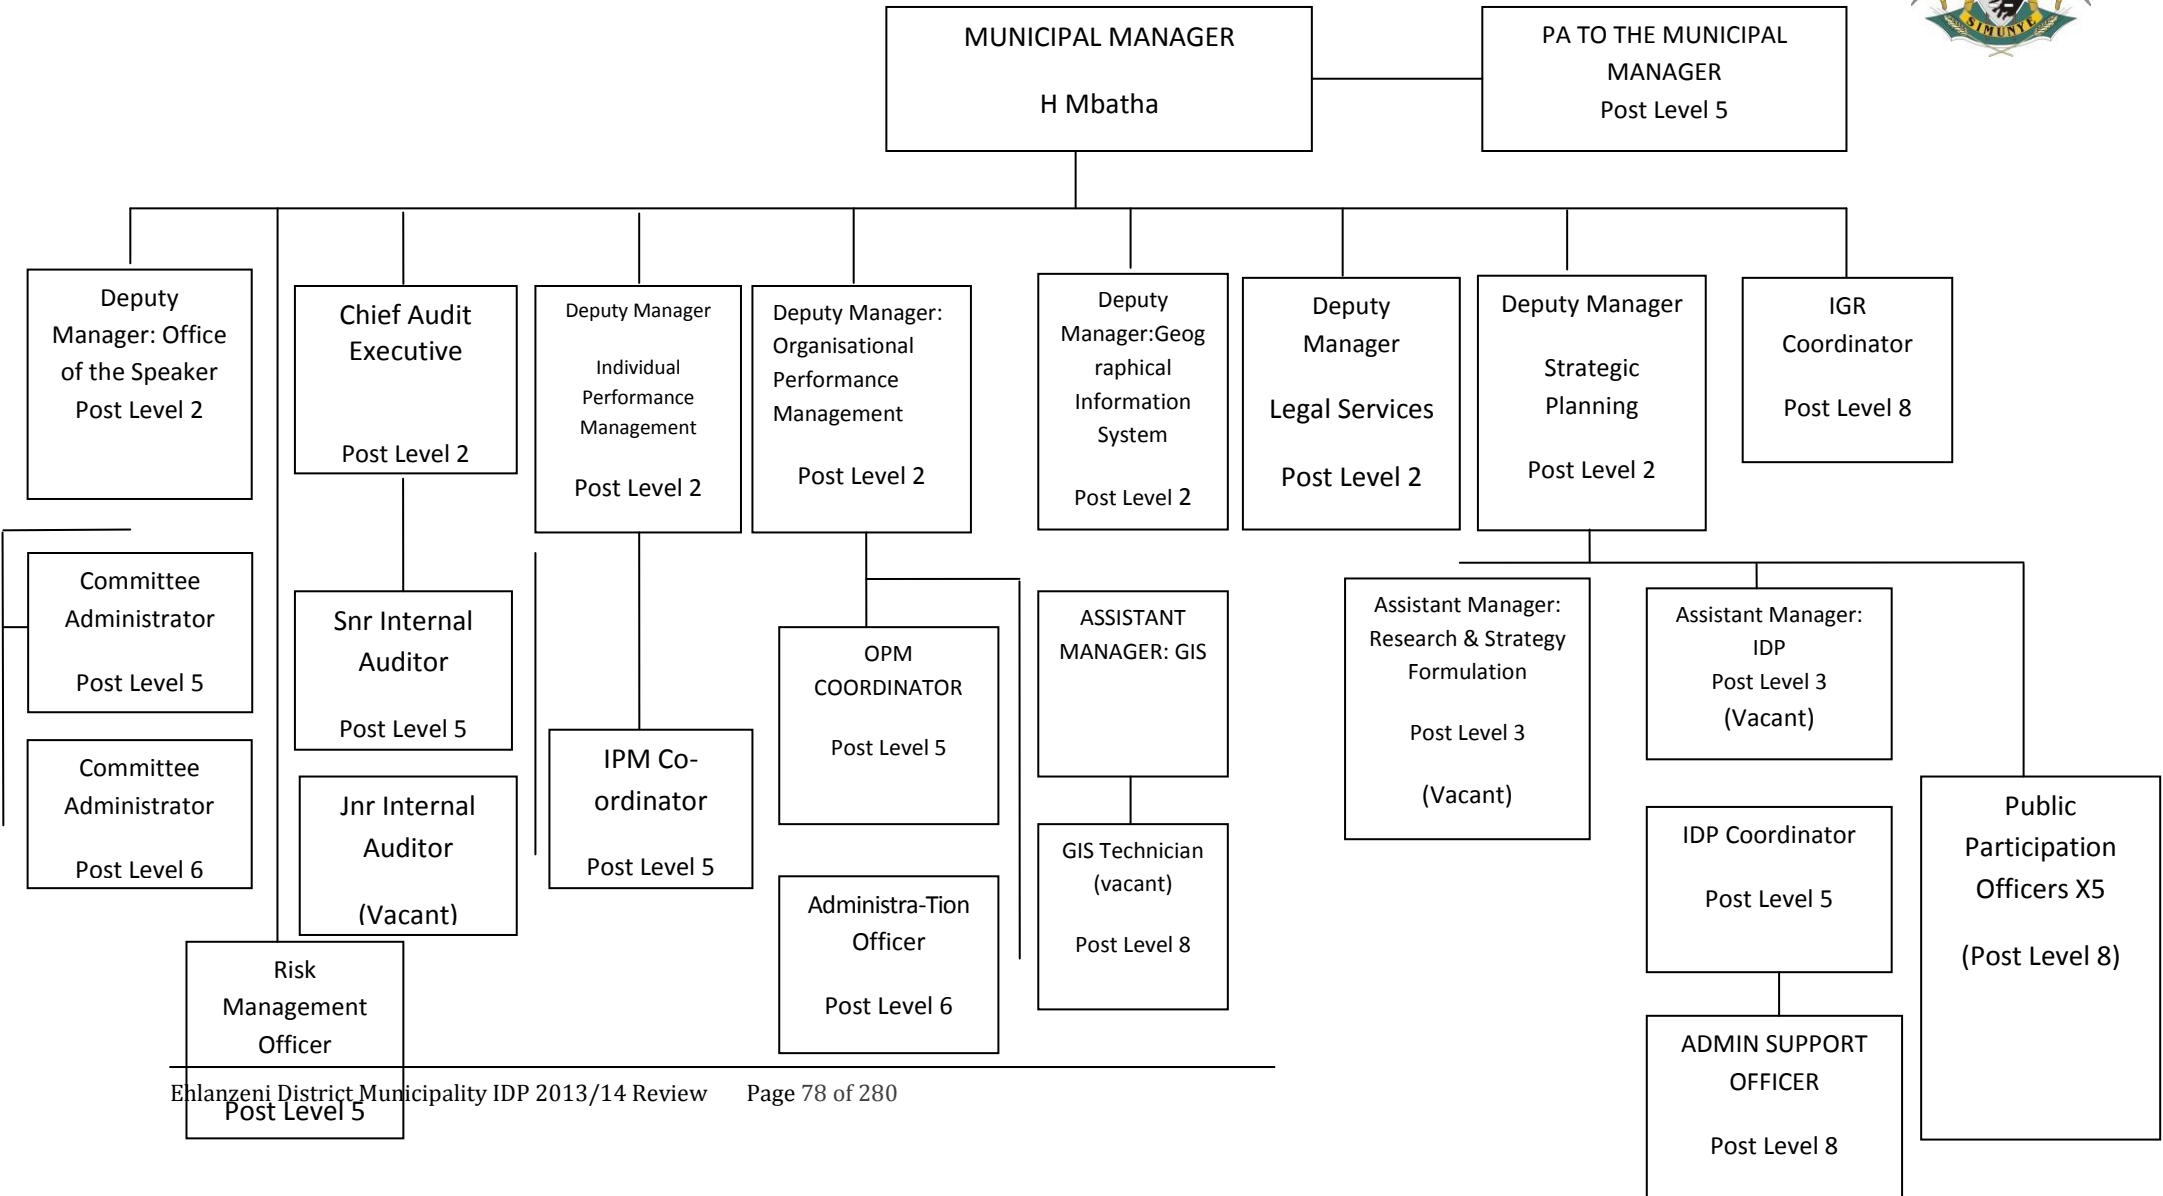 SIMUNYE
MUNICIPAL MANAGER
H Mbatha
PA TO THE MUNICIPAL
MANAGER
Post Level 5
Deputy
Manager: Office
of the Speaker
Post Level 2
Chief Audit
Executive
Post Level 2
Deputy Manager
Individual
Performance
Management
Post Level 2
Deputy Manager:
Organisational
Performance
Management
Post Level 2
Deputy
Manager:Geog
raphical
Information
System
Post Level 2
Deputy
Manager
Legal Services
Post Level 2
Deputy Manager
Strategic
Planning
Post Level 2
IGR
Coordinator
Post Level 8
Committee
Administrator
Post Level 5
Committee
Administrator
Post Level 6
Snr Internal
Auditor
Post Level 5
Jnr Internal
Auditor
(Vacant)
Risk
Management
Officer
Post Level 5
IPM Co-
ordinator
Post Level 5
OPM
COORDINATOR
Post Level 5
Administra-Tion
Officer
Post Level 6
ASSISTANT
MANAGER: GIS
GIS Technician
(vacant)
Post Level 8
Assistant Manager:
Research & Strategy
Formulation
Post Level 3
(Vacant)
Assistant Manager:
IDP
Post Level 3
(Vacant)
IDP Coordinator
Post Level 5
ADMIN SUPPORT
OFFICER
Post Level 8
Public
Participation
Officers X5
(Post Level 8)
Ehlanzeni District Municipality IDP 2013/14 Review Page 78 of 280